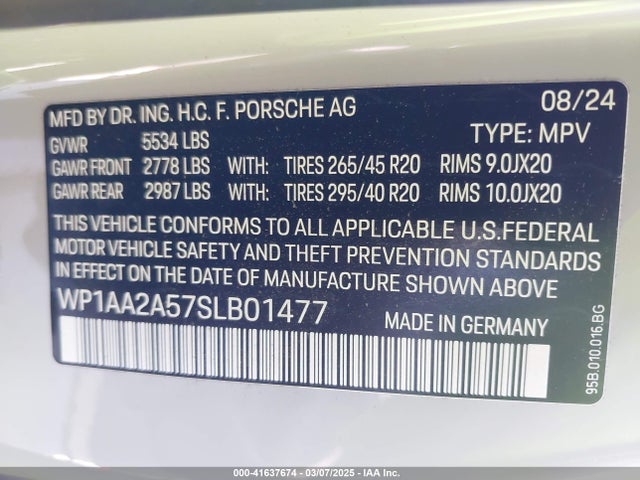 MFD BY DR. ING. H.C. F. PORSCHE AG 08/24
GVWR 5534 LBS TYPE: MPV
GAWR FRONT 2778 LBS WITH: TIRES 265/45 R20 RIMS 9.0JX20
GAWR REAR 2987 LBS WITH: TIRES 295/40 R20 RIMS 10.0JX20
THIS VEHICLE CONFORMS TO ALL APPLICABLE U.S.FEDERAL
MOTOR VEHICLE SAFETY AND THEFT PREVENTION STANDARDS
IN EFFECT ON THE DATE OF MANUFACTURE SHOWN ABOVE
WP1AA2A57SLB01477 MADE IN GERMANY
95B.010.016.BG
000-41637674 - 03/07/2025 - IAA Inc.